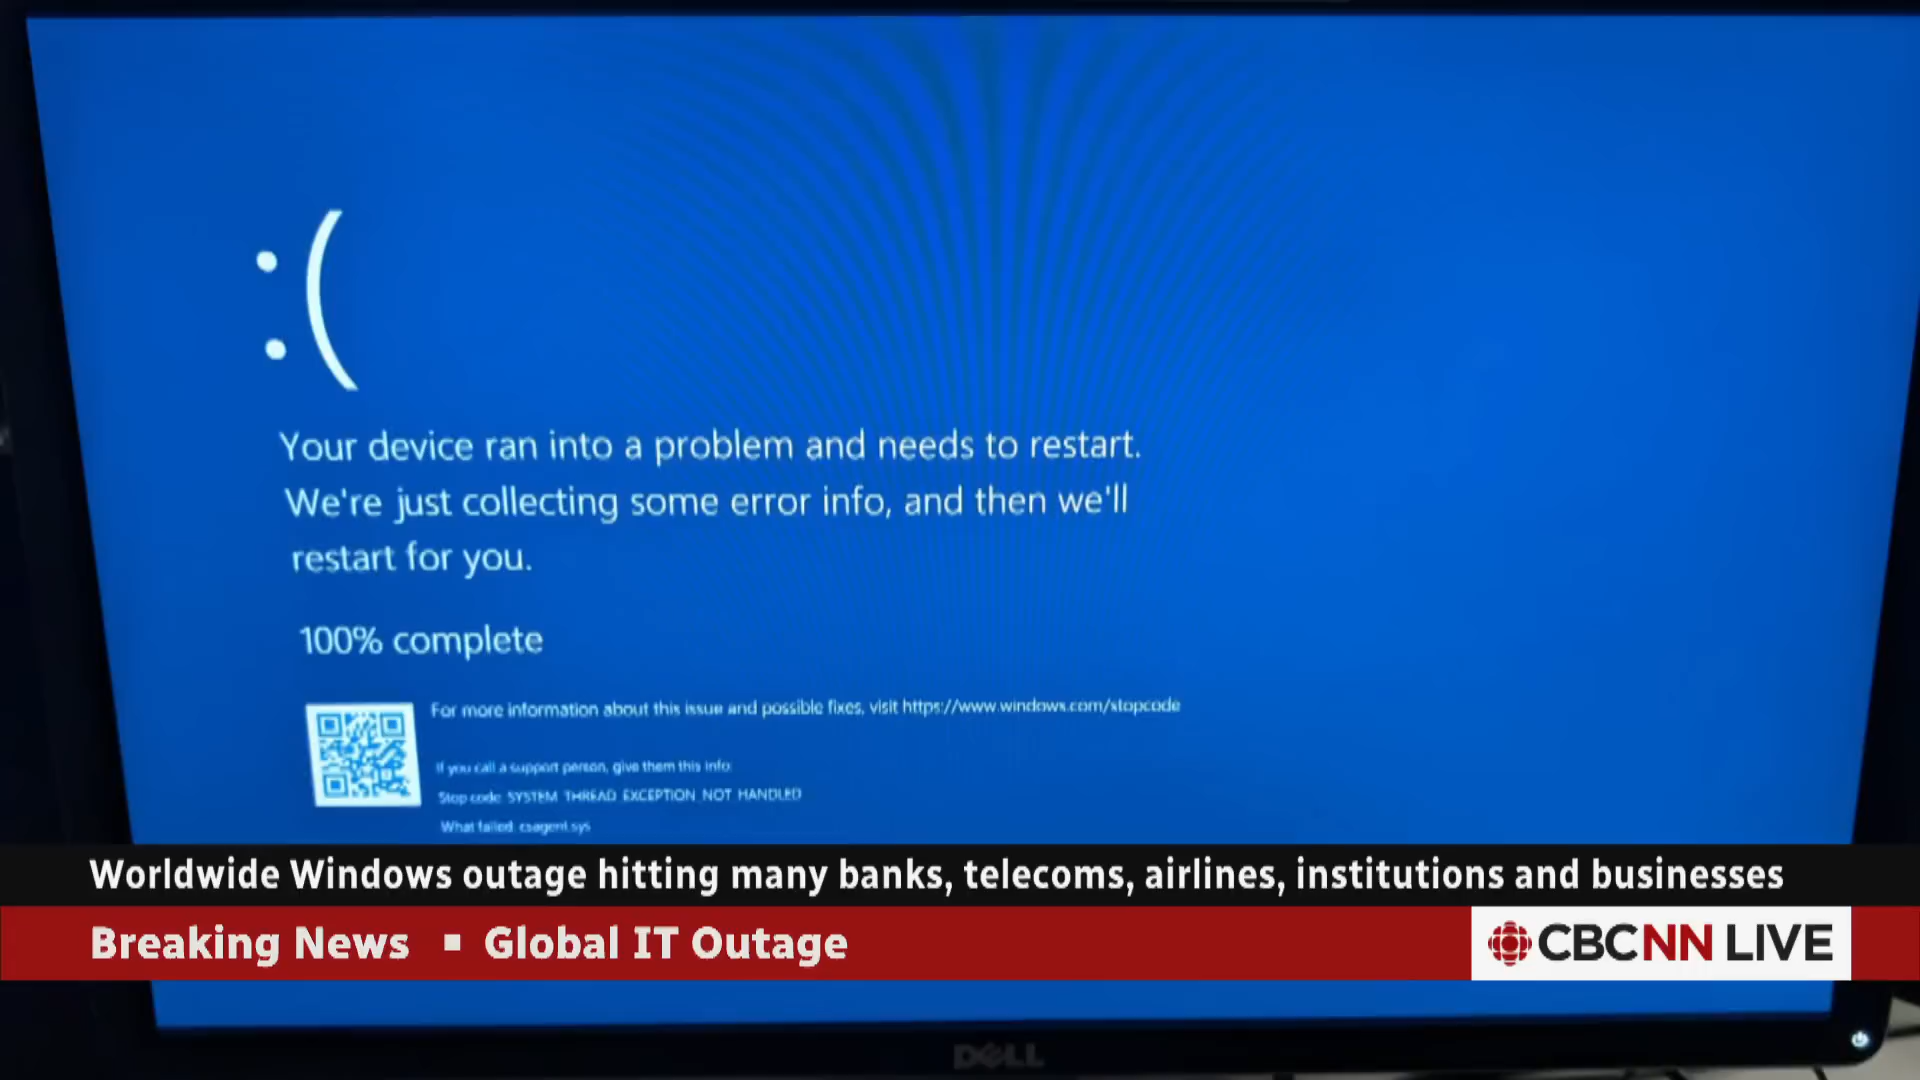 :(
Your device ran into a problem and needs to restart.
We're just collecting some error info, and then we'll
restart for you.
100% complete
For more information about this issue and possible fixes, visit https://www.windows.com/stopcode
If you call a support person, give them this info:
Stop code: SYSTEM THREAD EXCEPTION NOT HANDLED
What failed: csagent.sys
Worldwide Windows outage hitting many banks, telecoms, airlines, institutions and businesses
Breaking News ▪ Global IT Outage
CBCNN LIVE
DELL